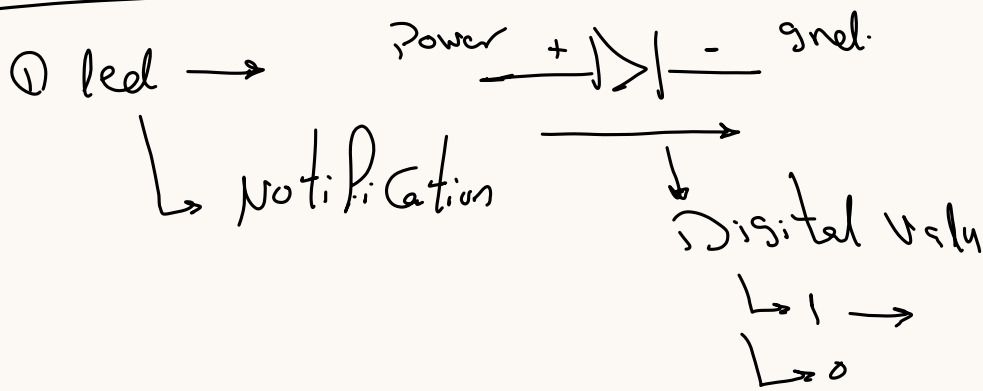 ① led → Power + - gnd.
Notification
Digital valu
1 →
0